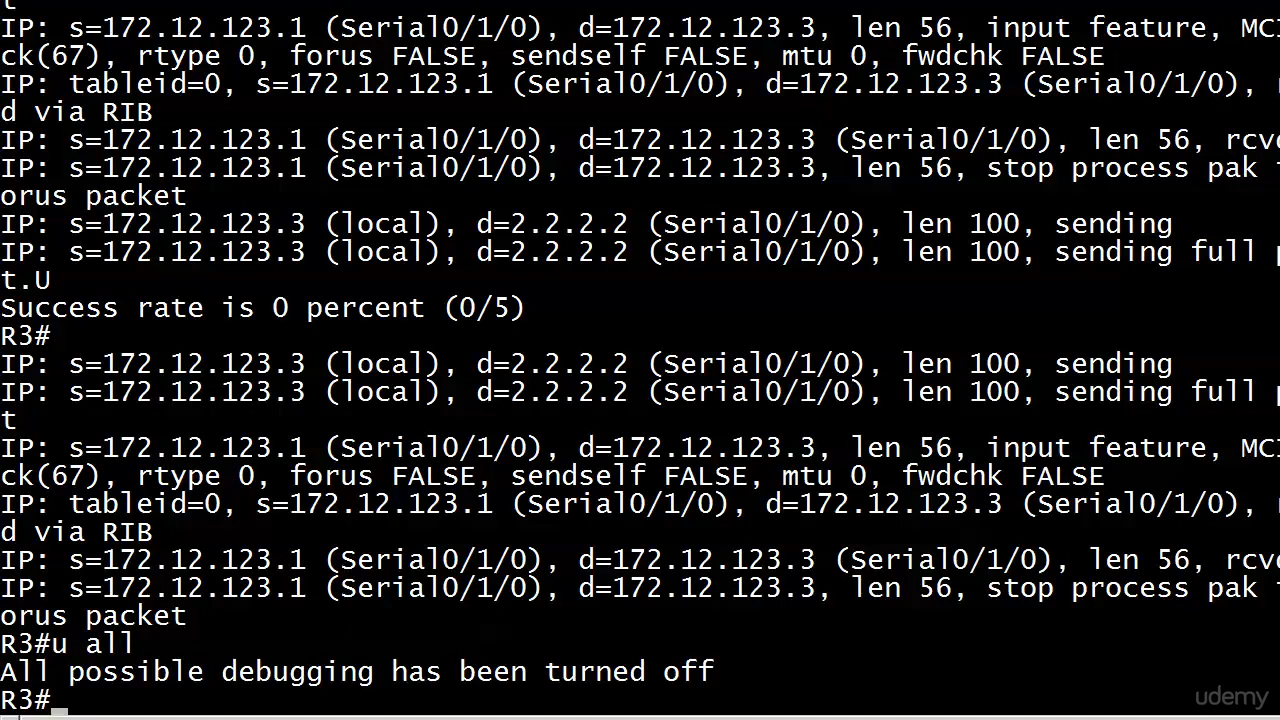 t
IP: s=172.12.123.1 (Serial0/1/0), d=172.12.123.3, len 56, input feature, MCI
ck(67), rtype 0, forus FALSE, sendself FALSE, mtu 0, fwdchk FALSE
IP: tableid=0, s=172.12.123.1 (Serial0/1/0), d=172.12.123.3 (Serial0/1/0),
d via RIB
IP: s=172.12.123.1 (Serial0/1/0), d=172.12.123.3 (Serial0/1/0), len 56, rcvd
IP: s=172.12.123.1 (Serial0/1/0), d=172.12.123.3, len 56, stop process pak
orus packet
IP: s=172.12.123.3 (local), d=2.2.2.2 (Serial0/1/0), len 100, sending
IP: s=172.12.123.3 (local), d=2.2.2.2 (Serial0/1/0), len 100, sending full
t.U
Success rate is 0 percent (0/5)
R3#
IP: s=172.12.123.3 (local), d=2.2.2.2 (Serial0/1/0), len 100, sending
IP: s=172.12.123.3 (local), d=2.2.2.2 (Serial0/1/0), len 100, sending full
t
IP: s=172.12.123.1 (Serial0/1/0), d=172.12.123.3, len 56, input feature, MCI
ck(67), rtype 0, forus FALSE, sendself FALSE, mtu 0, fwdchk FALSE
IP: tableid=0, s=172.12.123.1 (Serial0/1/0), d=172.12.123.3 (Serial0/1/0),
d via RIB
IP: s=172.12.123.1 (Serial0/1/0), d=172.12.123.3 (Serial0/1/0), len 56, rcvd
IP: s=172.12.123.1 (Serial0/1/0), d=172.12.123.3, len 56, stop process pak
orus packet
R3#u all
All possible debugging has been turned off
R3#
udemy